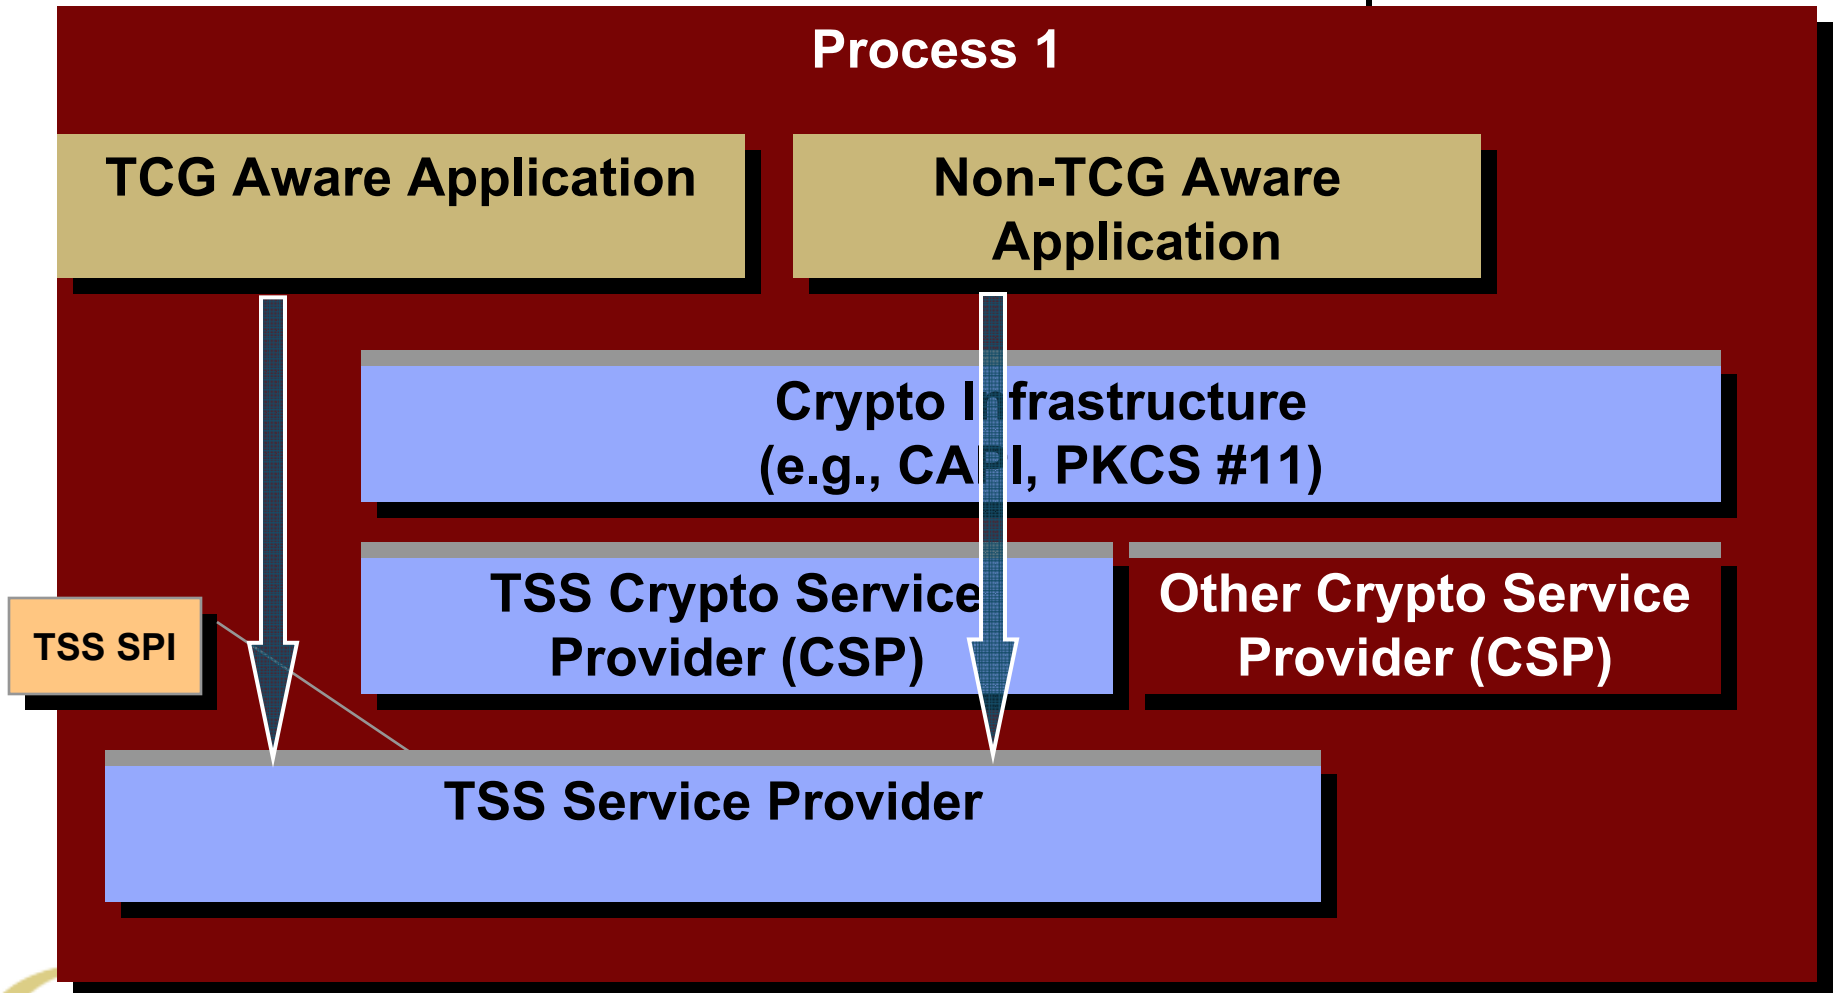 Process 1
TCG Aware Application
Non-TCG Aware
Application
Crypto Infrastructure
(e.g., CAPI, PKCS #11)
TSS Crypto Service
Provider (CSP)
Other Crypto Service
Provider (CSP)
TSS SPI
TSS Service Provider